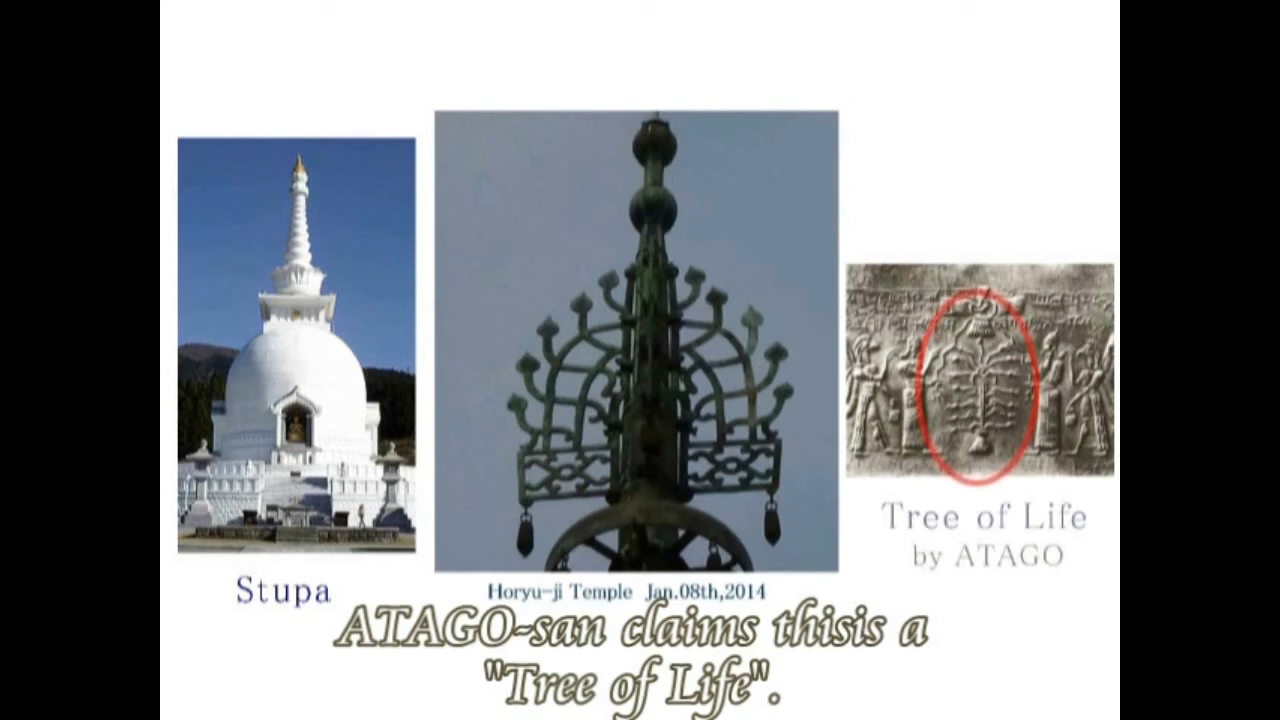 Tree of Life
by ATAGO
Stupa
Horyu-ji Temple Jan.08th,2014
ATAGO-san claims thisis a
"Tree of Life".